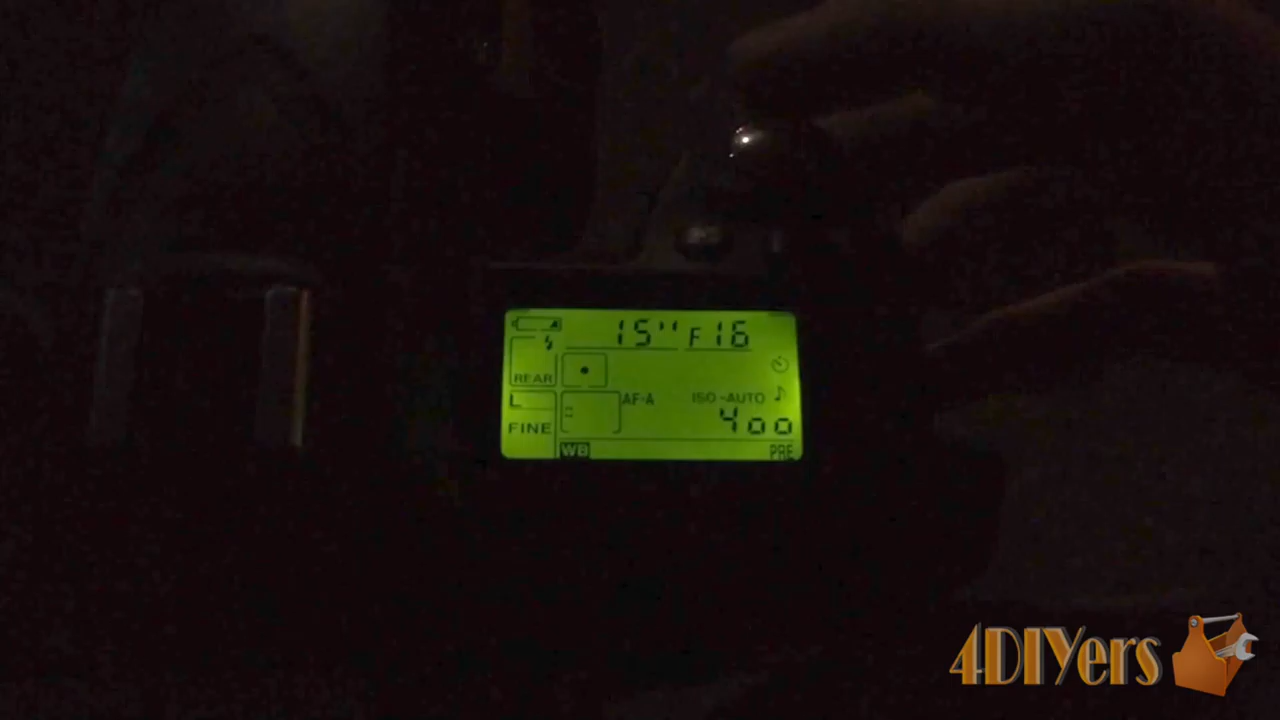 15" F16
REAR
AF-A ISO-AUTO
L
FINE 400
WB PRE
4DIYers